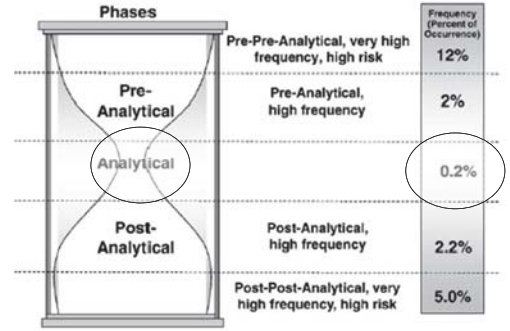 Phases
Frequency
(Percent of
Occurrence)
Pre-Pre-Analytical, very high
frequency, high risk
12%
Pre-
Analytical
Pre-Analytical,
high frequency
2%
Analytical
0.2%
Post-
Analytical
Post-Analytical,
high frequency
2.2%
Post-Post-Analytical, very
high frequency, high risk
5.0%